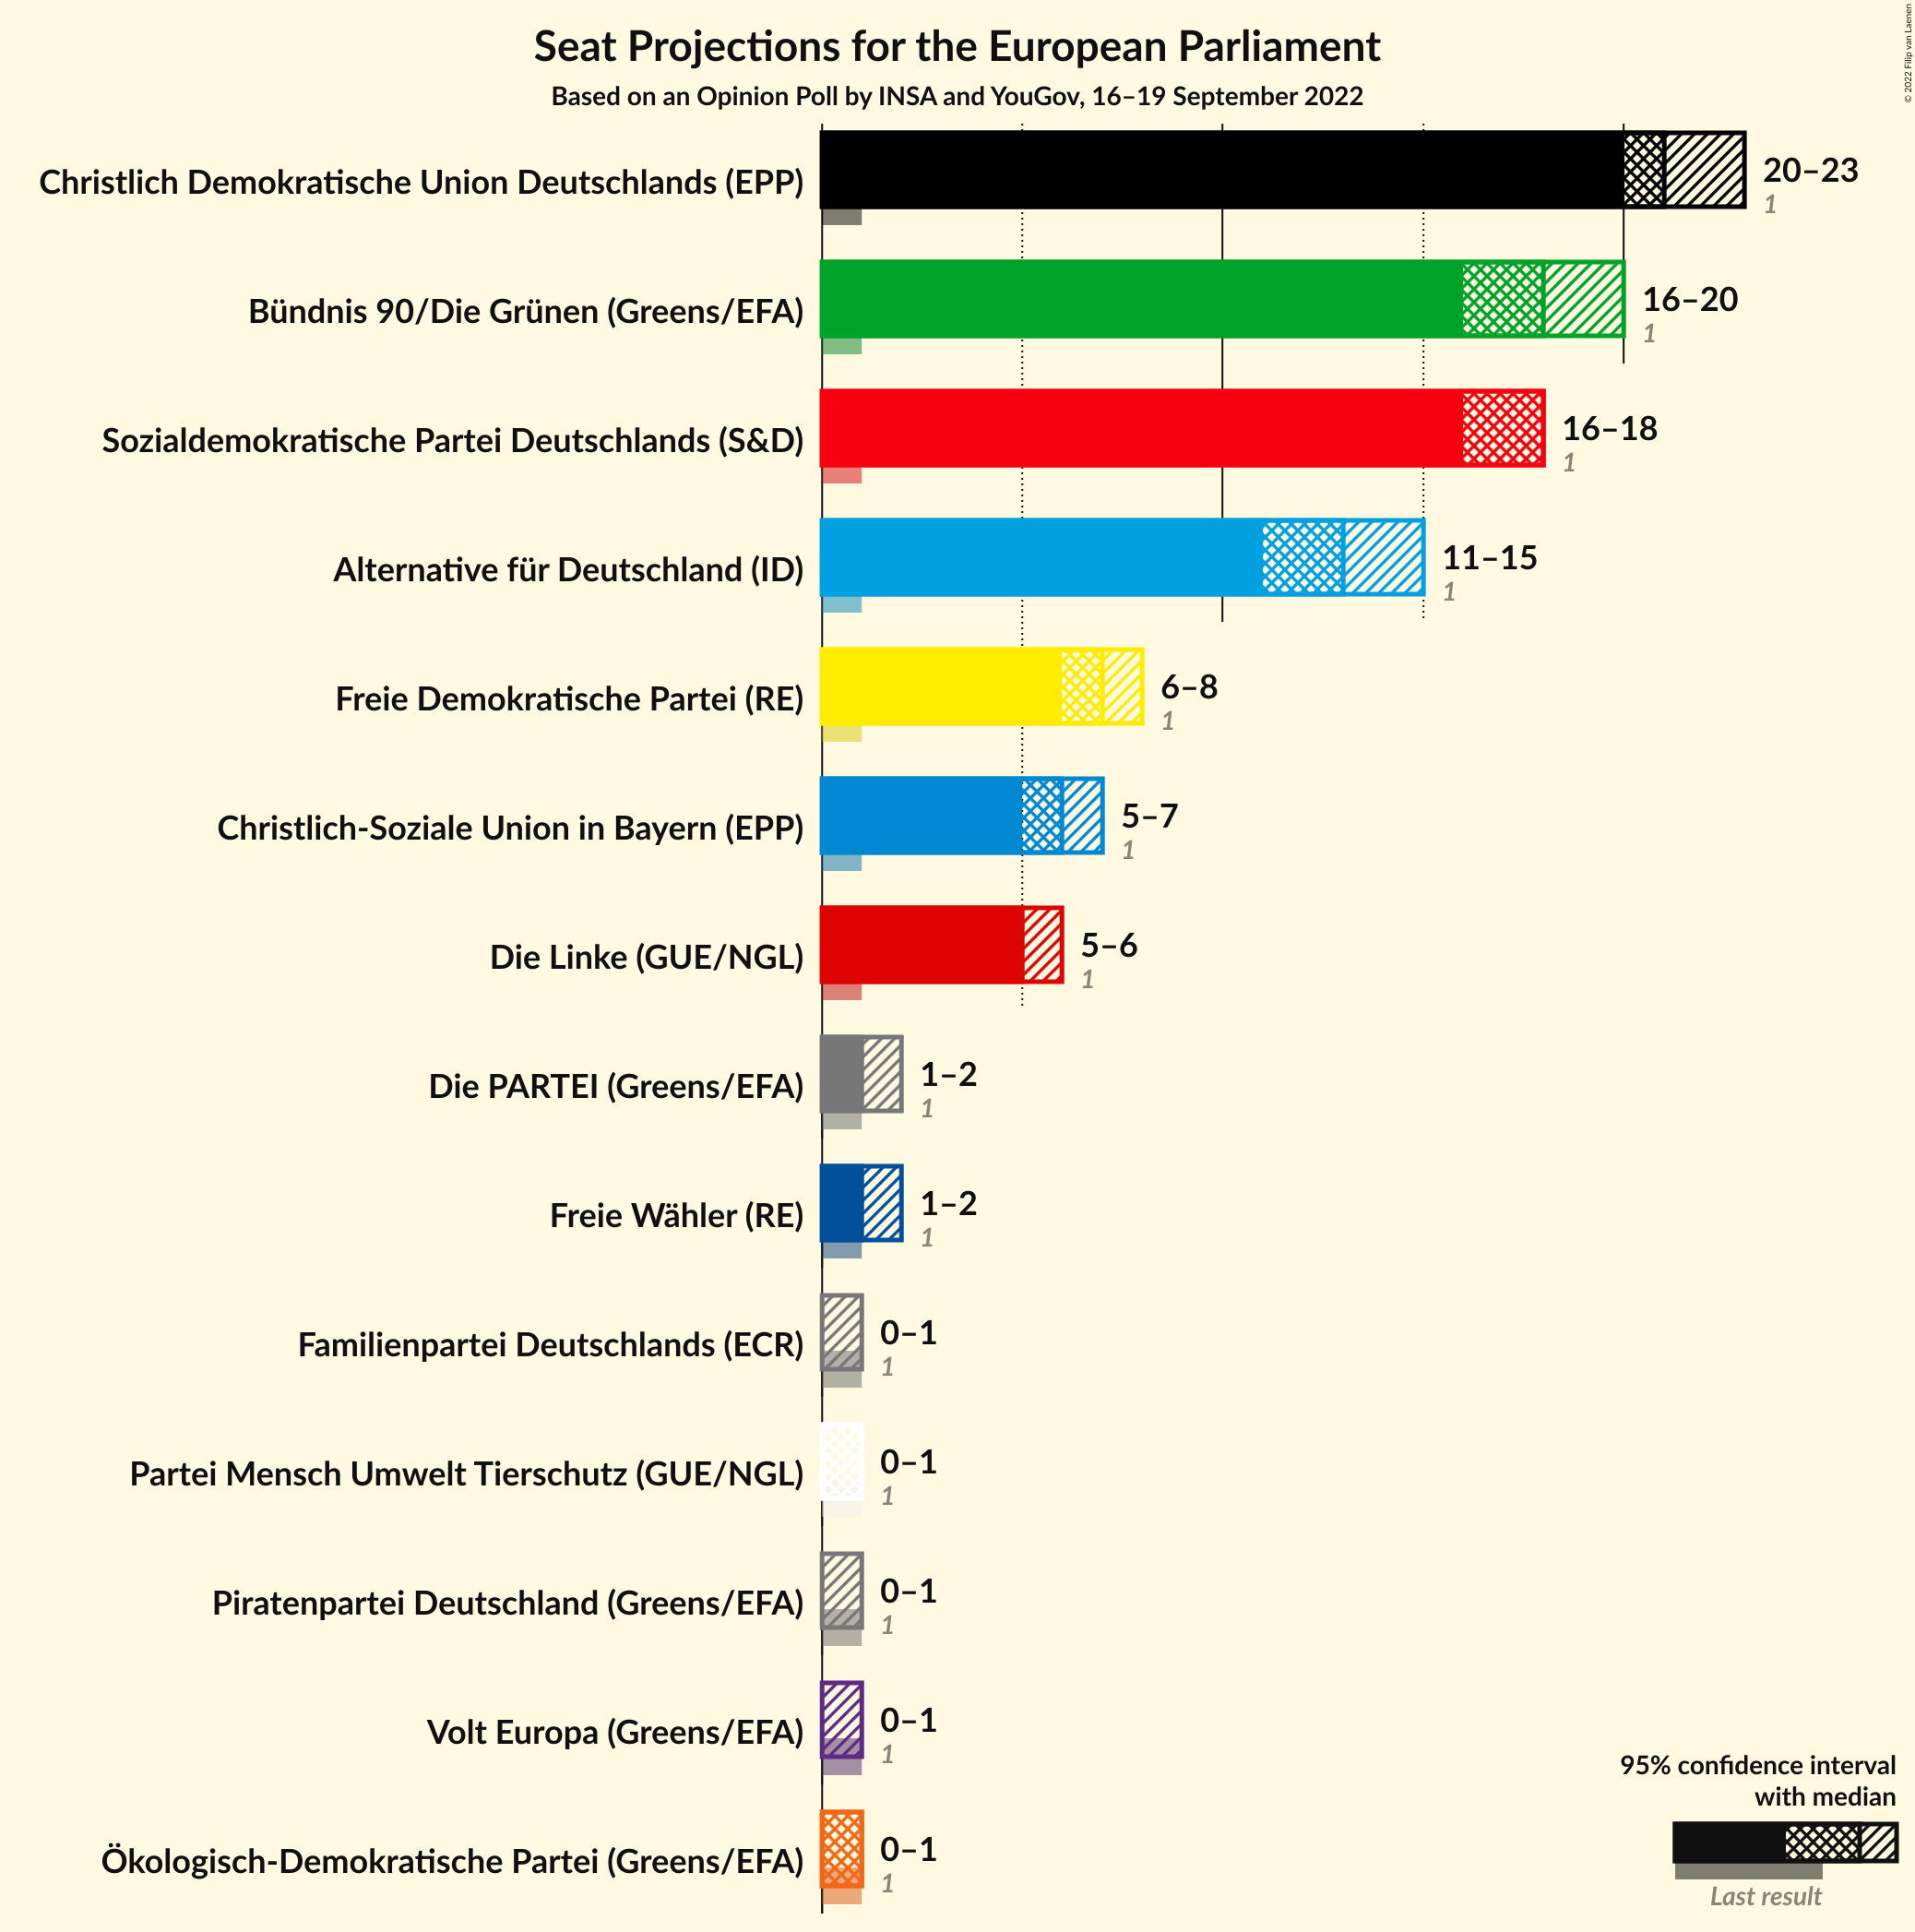 Seat Projections for the European Parliament
Based on an Opinion Poll by INSA and YouGov, 16–19 September 2022
© 2022 Filip van Laenen
Christlich Demokratische Union Deutschlands (EPP)
20–23
1
Bündnis 90/Die Grünen (Greens/EFA)
16–20
1
Sozialdemokratische Partei Deutschlands (S&D)
16–18
1
Alternative für Deutschland (ID)
11–15
1
Freie Demokratische Partei (RE)
6–8
1
Christlich-Soziale Union in Bayern (EPP)
5–7
1
Die Linke (GUE/NGL)
5–6
1
Die PARTEI (Greens/EFA)
1–2
1
Freie Wähler (RE)
1–2
1
Familienpartei Deutschlands (ECR)
0–1
1
Partei Mensch Umwelt Tierschutz (GUE/NGL)
0–1
1
Piratenpartei Deutschland (Greens/EFA)
0–1
1
Volt Europa (Greens/EFA)
0–1
1
Ökologisch-Demokratische Partei (Greens/EFA)
0–1
1
95% confidence interval
with median
Last result